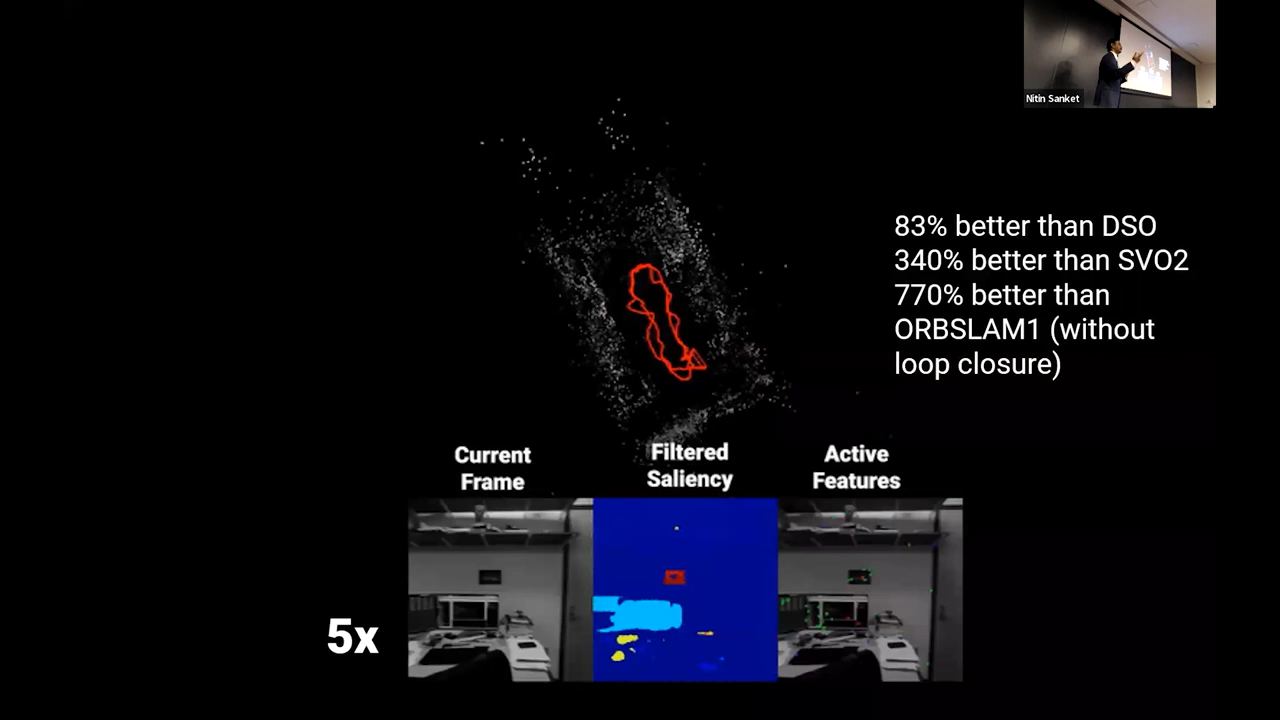 Nitin Sanket
83% better than DSO
340% better than SVO2
770% better than
ORBSLAM1 (without
loop closure)
Current
Frame
Filtered
Saliency
Active
Features
5x